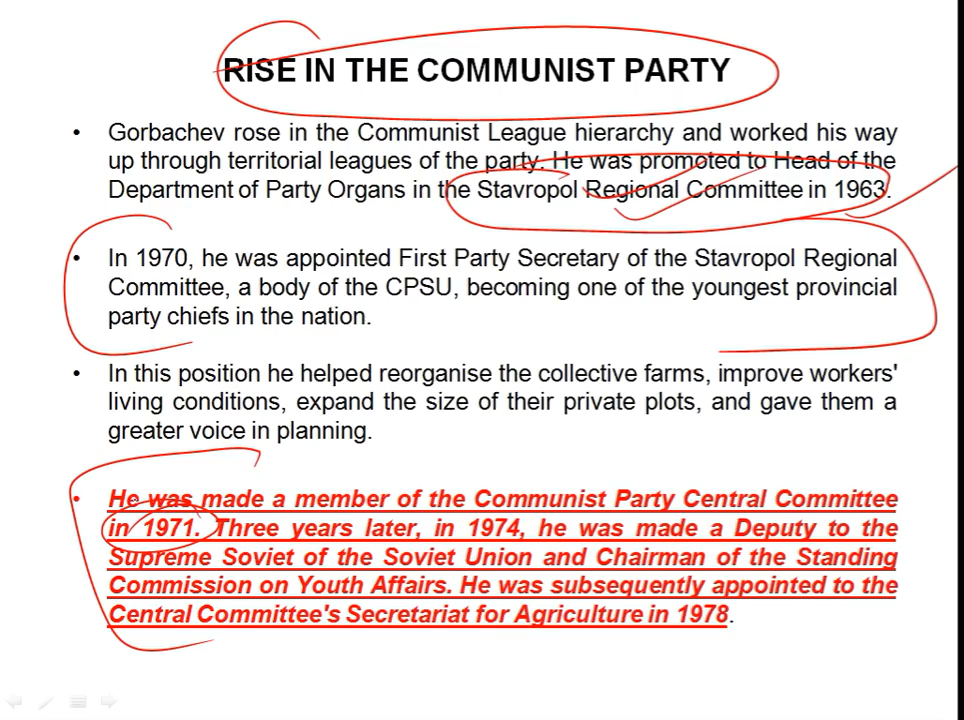 RISE IN THE COMMUNIST PARTY
• Gorbachev rose in the Communist League hierarchy and worked his way
up through territorial leagues of the party. He was promoted to Head of the
Department of Party Organs in the Stavropol Regional Committee in 1963.
• In 1970, he was appointed First Party Secretary of the Stavropol Regional
Committee, a body of the CPSU, becoming one of the youngest provincial
party chiefs in the nation.
• In this position he helped reorganise the collective farms, improve workers'
living conditions, expand the size of their private plots, and gave them a
greater voice in planning.
• He was made a member of the Communist Party Central Committee
in 1971. Three years later, in 1974, he was made a Deputy to the
Supreme Soviet of the Soviet Union and Chairman of the Standing
Commission on Youth Affairs. He was subsequently appointed to the
Central Committee's Secretariat for Agriculture in 1978.